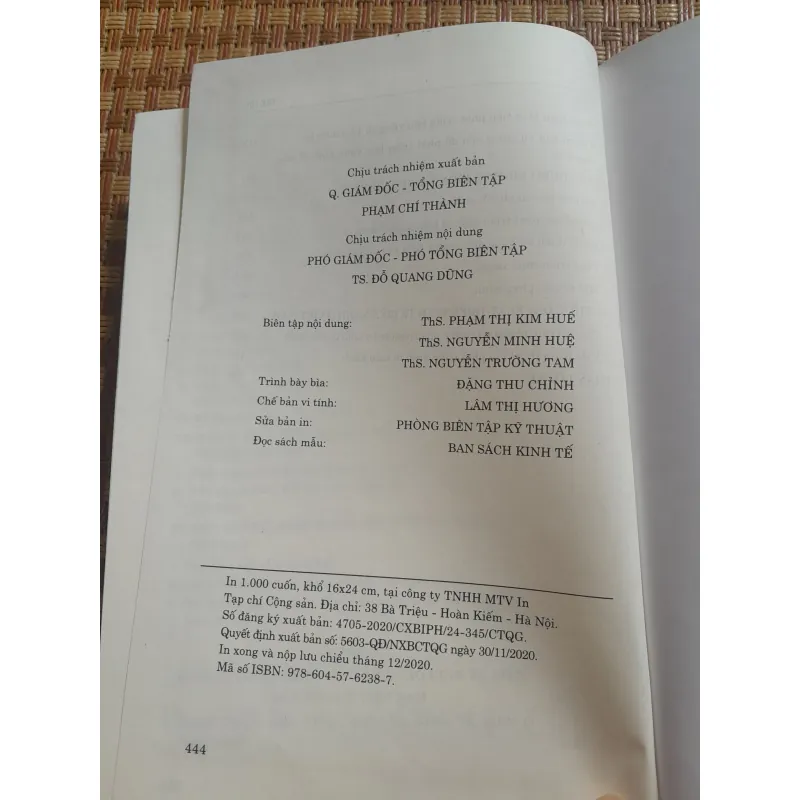 Chịu trách nhiệm xuất bản
Q. GIÁM ĐỐC - TỔNG BIÊN TẬP
PHẠM CHÍ THÀNH
Chịu trách nhiệm nội dung
PHÓ GIÁM ĐỐC - PHÓ TỔNG BIÊN TẬP
TS. ĐỖ QUANG DŨNG
Biên tập nội dung: ThS. PHẠM THỊ KIM HUẾ
ThS. NGUYỄN MINH HUỆ
ThS. NGUYỄN TRƯỜNG TAM
Trình bày bìa: ĐẶNG THU CHỈNH
Chế bản vi tính: LÂM THỊ HƯƠNG
Sửa bản in: PHÒNG BIÊN TẬP KỸ THUẬT
Đọc sách mẫu: BAN SÁCH KINH TẾ
In 1.000 cuốn, khổ 16x24 cm, tại công ty TNHH MTV In
Tạp chí Cộng sản. Địa chỉ: 38 Bà Triệu - Hoàn Kiếm - Hà Nội.
Số đăng ký xuất bản: 4705-2020/CXBIPH/24-345/CTQG.
Quyết định xuất bản số: 5603-QĐ/NXBCTQG ngày 30/11/2020.
In xong và nộp lưu chiểu tháng 12/2020.
Mã số ISBN: 978-604-57-6238-7.
444